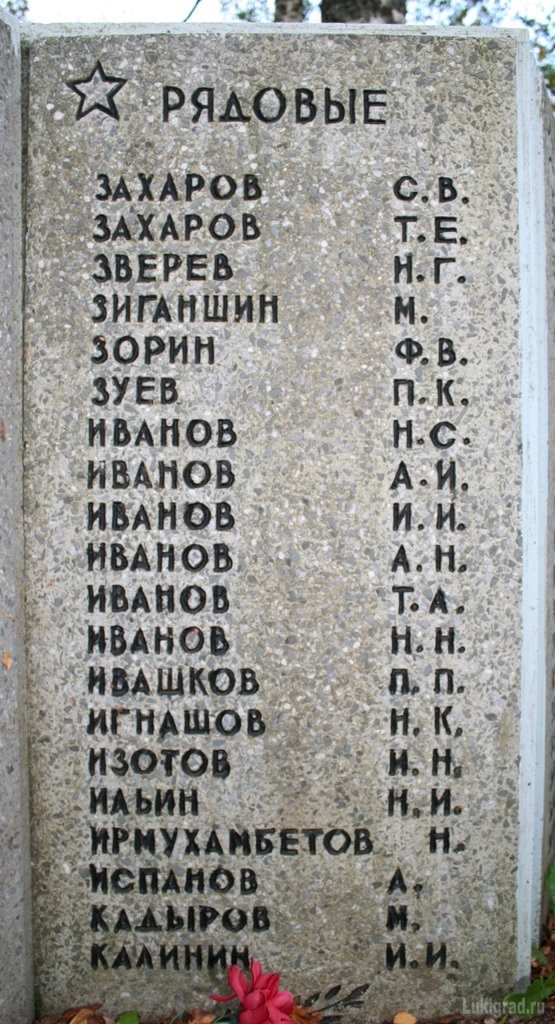 РЯДОВЫЕ
ЗАХАРОВ С.В.
ЗАХАРОВ Т.Е.
ЗВЕРЕВ Н.Г.
ЗИГАНШИН М.
ЗОРИН Ф.В.
ЗУЕВ П.К.
ИВАНОВ Н.С.
ИВАНОВ А.И.
ИВАНОВ И.И.
ИВАНОВ А.Н.
ИВАНОВ Т.А.
ИВАНОВ Н.Н.
ИВАШКОВ П.П.
ИГНАШОВ Н.К.
ИЗОТОВ И.Н.
ИЛЬИН Н.И.
ИРМУХАМБЕТОВ Н.
ИСПАНОВ А.
КАДЫРОВ М.
КАЛИНИН И.И.
Lukigrad.ru